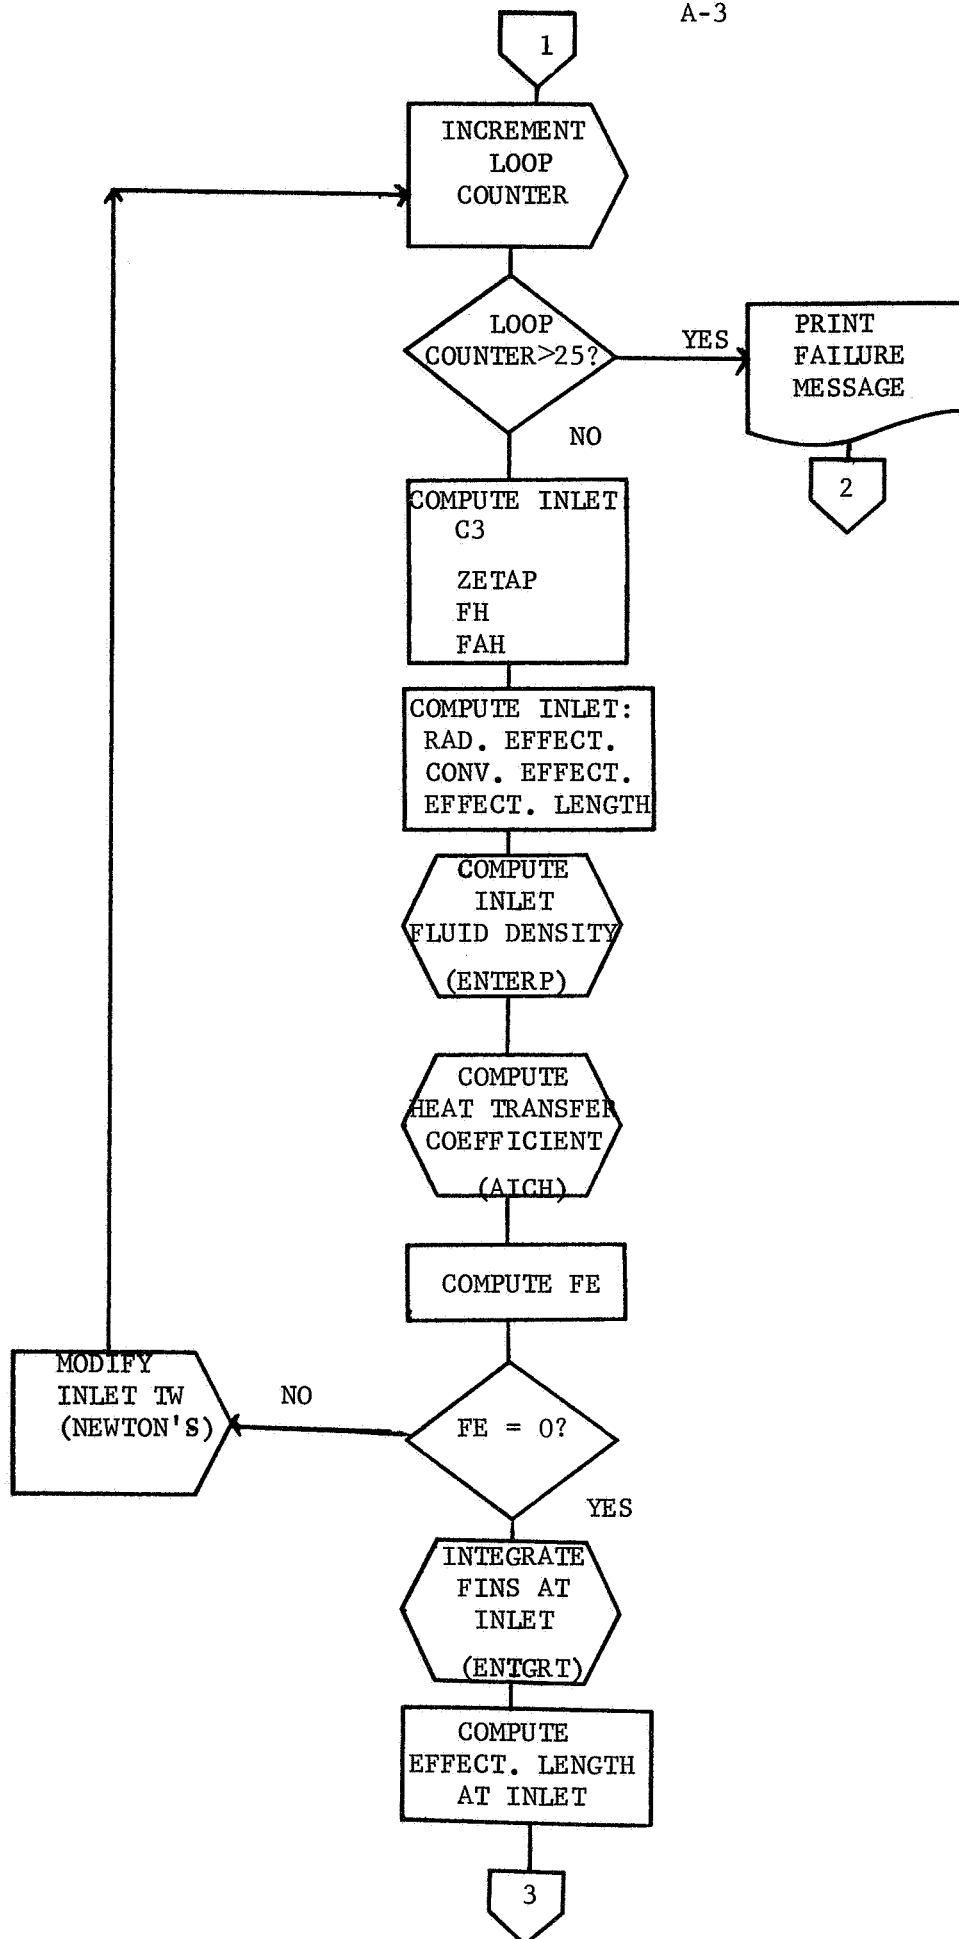 A-3
1
INCREMENT
LOOP
COUNTER
LOOP
COUNTER>25?
YES
PRINT
FAILURE
MESSAGE
2
NO
COMPUTE INLET
C3
ZETAP
FH
FAH
COMPUTE INLET:
RAD. EFFECT.
CONV. EFFECT.
EFFECT. LENGTH
COMPUTE
INLET
FLUID DENSITY
(ENTERP)
COMPUTE
HEAT TRANSFER
COEFFICIENT
(AICH)
COMPUTE FE
FE = 0?
NO
MODIFY
INLET TW
(NEWTON'S)
YES
INTEGRATE
FINS AT
INLET
(ENTGRT)
COMPUTE
EFFECT. LENGTH
AT INLET
3